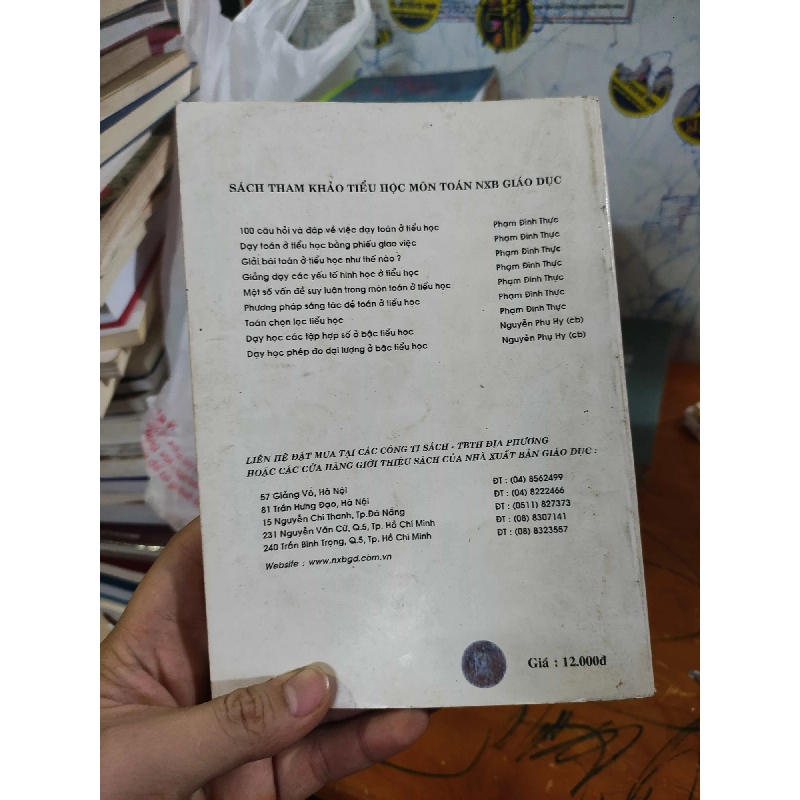 SÁCH THAM KHẢO TIỂU HỌC MÔN TOÁN NXB GIÁO DỤC
100 câu hỏi và đáp về việc dạy toán ở tiểu học Phạm Đình Thực
Dạy toán ở tiểu học bằng phiếu giao việc Phạm Đình Thực
Giải bài toán ở tiểu học như thế nào ? Phạm Đình Thực
Giảng dạy các yếu tố hình học ở tiểu học Phạm Đình Thực
Một số vấn đề suy luận trong môn toán ở tiểu học Phạm Đình Thực
Phương pháp sáng tác đề toán ở tiểu học Phạm Đình Thực
Toán chọn lọc tiểu học Phạm Đình Thực
Dạy học các tập hợp số ở bậc tiểu học Nguyễn Phụ Hy (cb)
Dạy học phép đo đại lượng ở bậc tiểu học Nguyễn Phụ Hy (cb)
LIÊN HỆ ĐẶT MUA TẠI CÁC CÔNG TI SÁCH - TBTH ĐỊA PHƯƠNG
HOẶC CÁC CỬA HÀNG GIỚI THIỆU SÁCH CỦA NHÀ XUẤT BẢN GIÁO DỤC :
57 Giảng Võ, Hà Nội ĐT : (04) 8562499
81 Trần Hưng Đạo, Hà Nội ĐT : (04) 8222466
15 Nguyễn Chí Thanh, Tp.Đà Nẵng ĐT : (0511) 827373
231 Nguyễn Văn Cừ, Q.5, Tp. Hồ Chí Minh ĐT : (08) 8307141
240 Trần Bình Trọng, Q.5, Tp. Hồ Chí Minh ĐT : (08) 8323557
Website : www.nxbgd.com.vn
Giá : 12.000đ